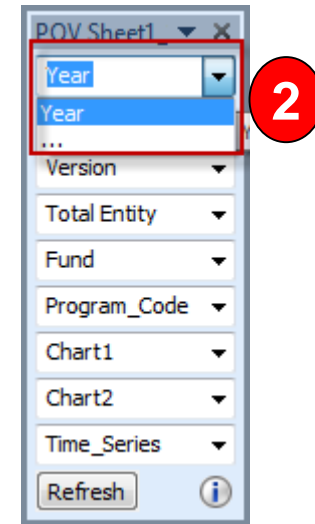 POV Sheet1_
Year
Year
...
2
Version
Total Entity
Fund
Program_Code
Chart1
Chart2
Time_Series
Refresh
i